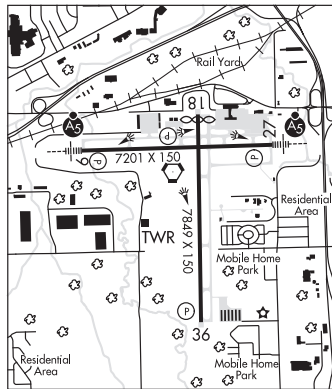 Rail Yard
18
A5
A5
P
P
P
9
7201 X 150
27
7849 X 150
TWR
Residential
Area
Mobile Home
Park
P
36
Residential
Area
Mobile Home
Park